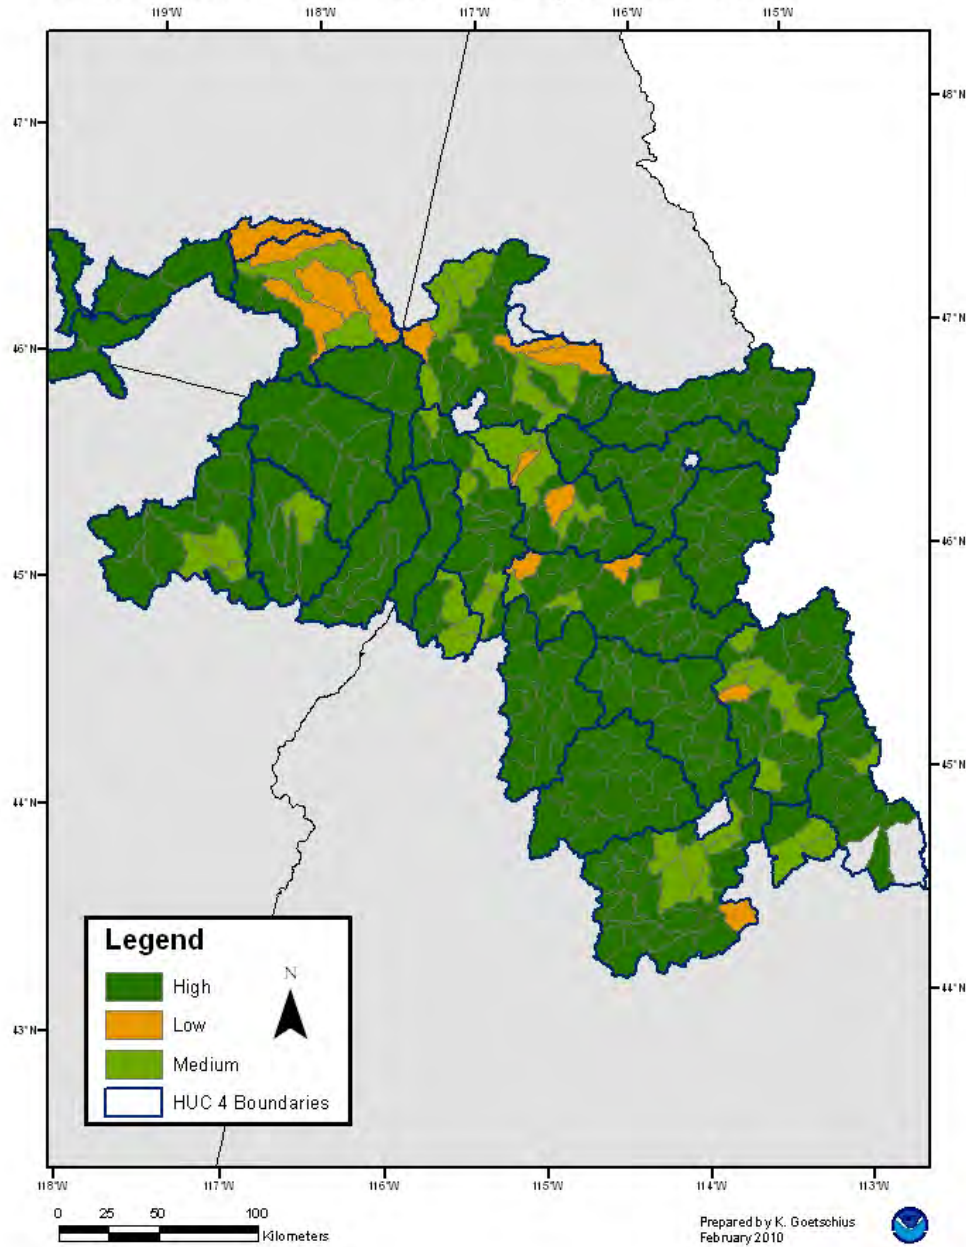 119°W 118°W 117°W 116°W 115°W
48°N
47°N
47°N
46°N
46°N
45°N
45°N
44°N
44°N
43°N
Legend
N
High
Low
Medium
HUC 4 Boundaries
118°W 117°W 116°W 115°W 114°W 113°W
0 25 50 100
Kilometers
Prepared by K. Goetschius
February 2010